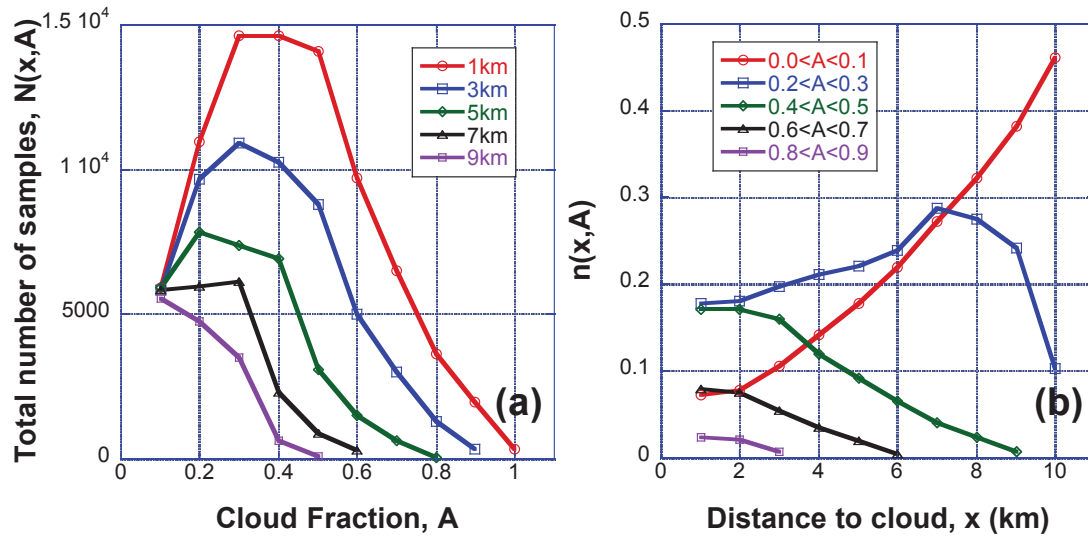 Total number of samples, N(x,A)
1.5 10⁴
1 10⁴
5000
0
0 0.2 0.4 0.6 0.8 1
Cloud Fraction, A
1km
3km
5km
7km
9km
(a)
n(x,A)
0.5
0.4
0.3
0.2
0.1
0
0 2 4 6 8 10
Distance to cloud, x (km)
0.0<A<0.1
0.2<A<0.3
0.4<A<0.5
0.6<A<0.7
0.8<A<0.9
(b)